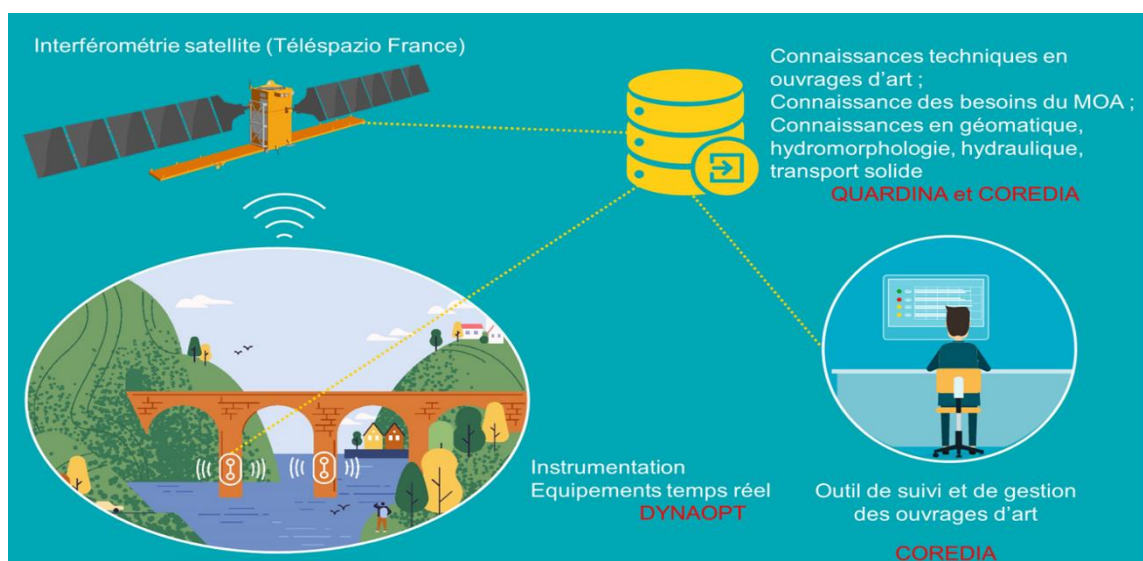 Interférométrie satellite (Téléspazio France)
Connaissances techniques en
ouvrages d'art ;
Connaissance des besoins du MOA ;
Connaissances en géomatique,
hydromorphologie, hydraulique,
transport solide
QUARDINA et COREDIA
Instrumentation
Equipements temps réel
DYNAOPT
Outil de suivi et de gestion
des ouvrages d'art
COREDIA